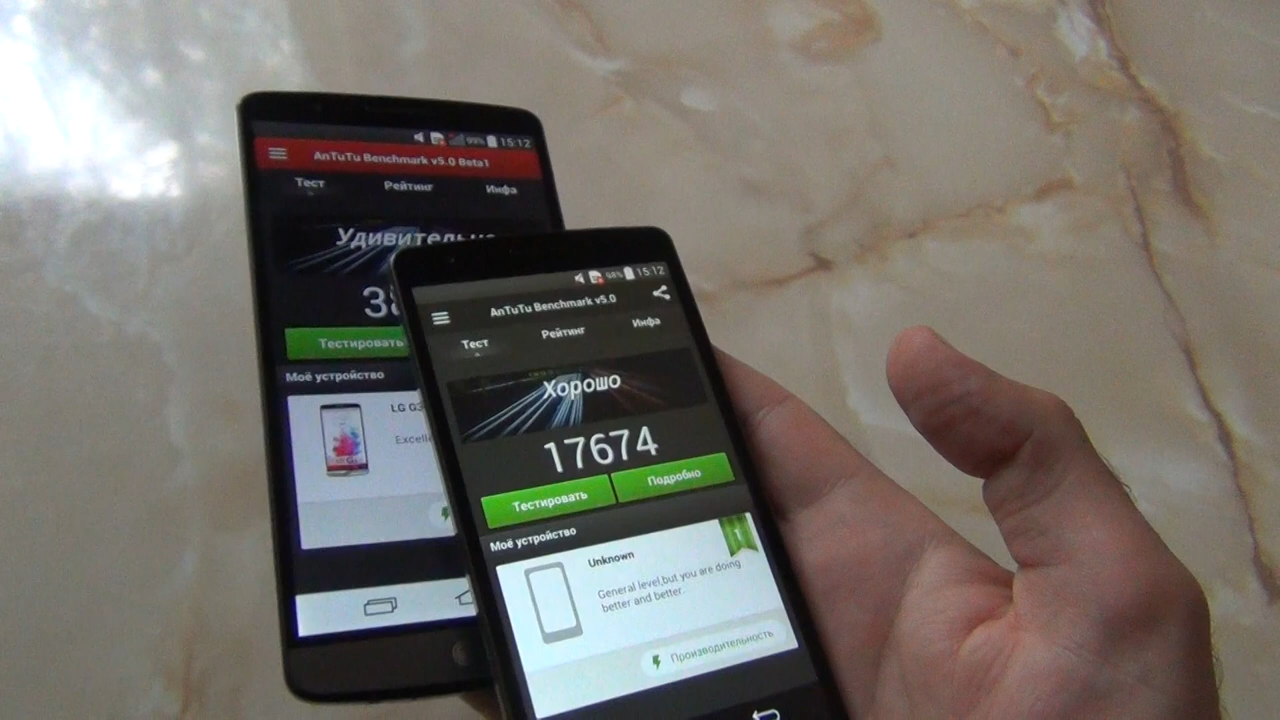 99% 15:12
AnTuTu Benchmark v5.0 Beta1
Тест Рейтинг Инфа
Тестировать
Моё устройство
LG G3
98% 15:12
AnTuTu Benchmark v5.0
Тест Рейтинг Инфа
Хорошо
17674
Тестировать Подробно
Моё устройство
1
Unknown
General level,but you are doing
better and better.
Производительность